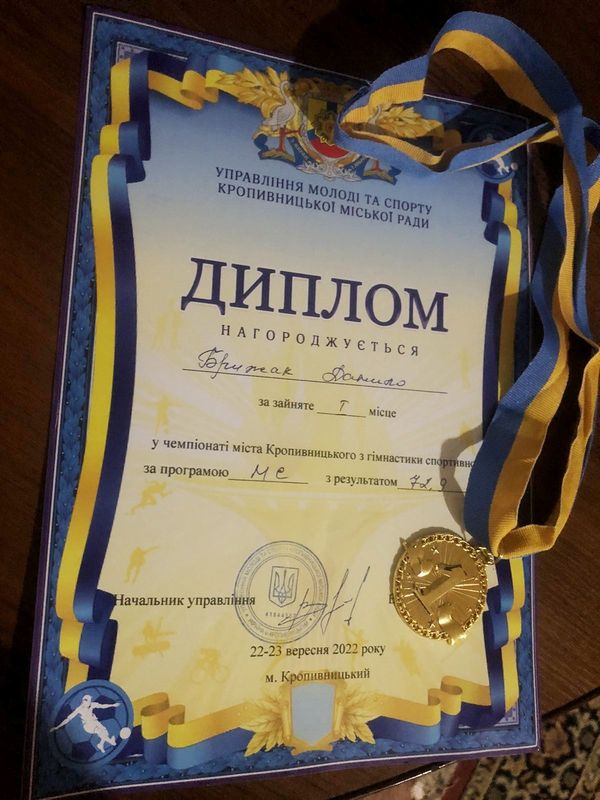 УПРАВЛІННЯ МОЛОДІ ТА СПОРТУ
КРОПИВНИЦЬКОЇ МІСЬКОЇ РАДИ
ДИПЛОМ
НАГОРОДЖУЄТЬСЯ
Брижак Данило
за зайняте I місце
у чемпіонаті міста Кропивницького з гімнастики спортивно
за програмою МС з результатом 72,9
Начальник управління
22-23 вересня 2022 року
м. Кропивницький